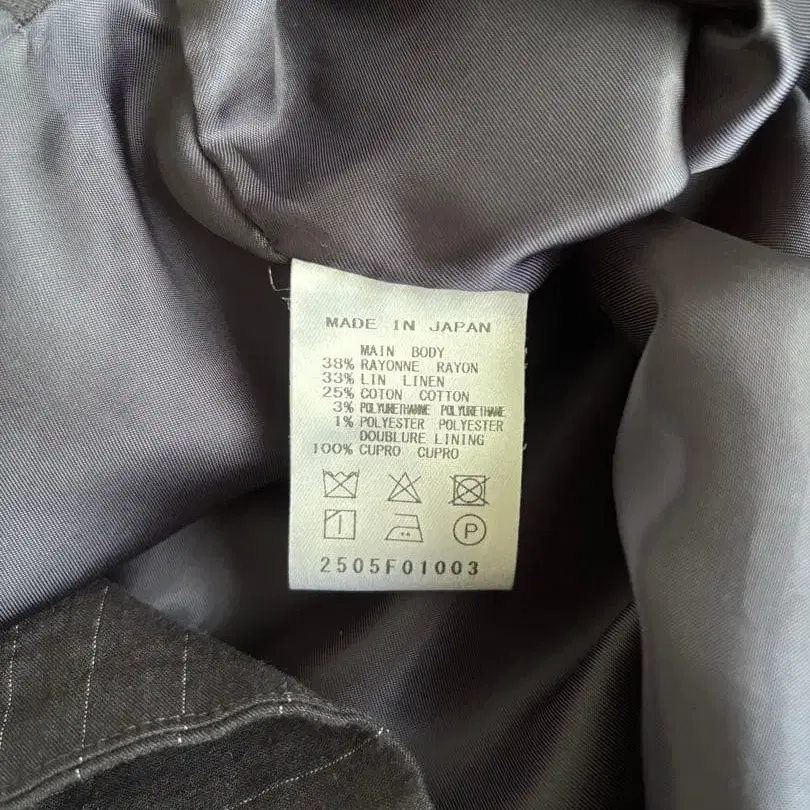 MADE IN JAPAN
MAIN BODY
38% RAYONNE RAYON
33% LIN LINEN
25% COTON COTTON
3% POLYURETHANNE POLYURETHANE
1% POLYESTER POLYESTER
DOUBLURE LINING
100% CUPRO CUPRO
P
2505F01003